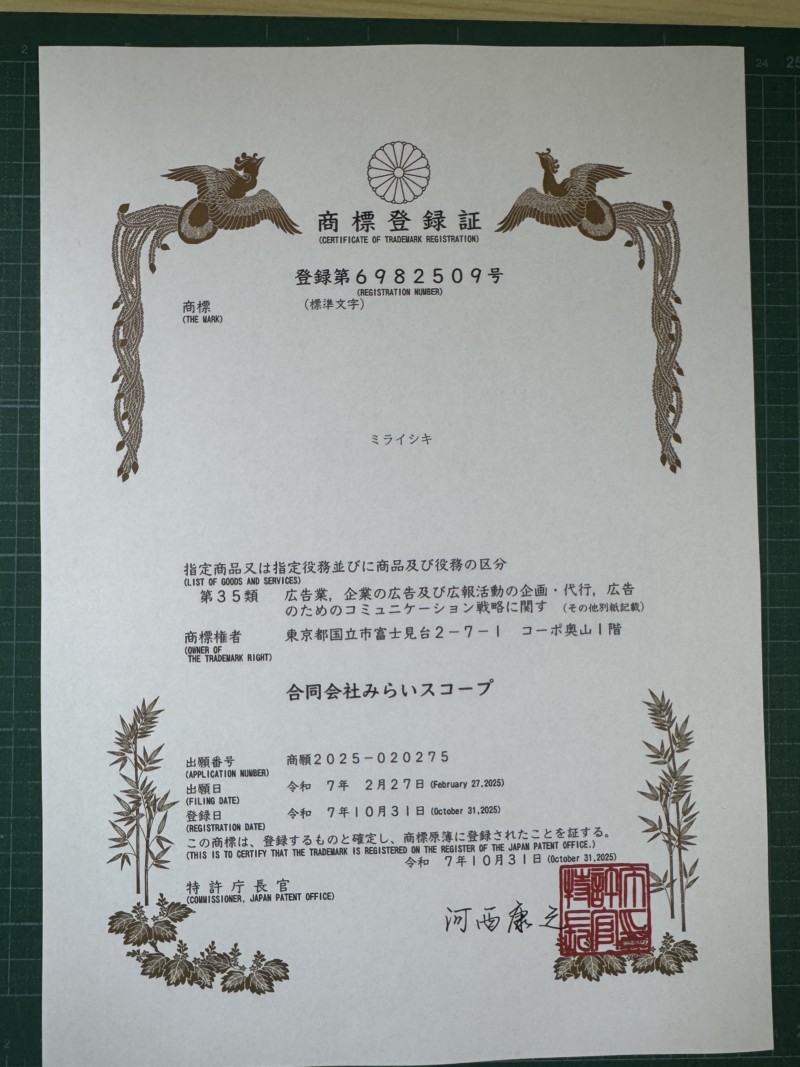 商標登録証
(CERTIFICATE OF TRADEMARK REGISTRATION)
登録第6982509号
(REGISTRATION NUMBER)
商標
(THE MARK)
(標準文字)
ミライシキ
指定商品又は指定役務並びに商品及び役務の区分
(LIST OF GOODS AND SERVICES)
第35類 広告業,企業の広告及び広報活動の企画・代行,広告
のためのコミュニケーション戦略に関す (その他別紙記載)
商標権者 東京都国立市富士見台2-7-1 コーポ奥山1階
(OWNER OF
THE TRADEMARK RIGHT)
合同会社みらいスコープ
出願番号 商願2025-020275
(APPLICATION NUMBER)
出願日 令和 7年 2月27日 (February 27,2025)
(FILING DATE)
登録日 令和 7年10月31日 (October 31,2025)
(REGISTRATION DATE)
この商標は、登録するものと確定し、商標原簿に登録されたことを証する。
(THIS IS TO CERTIFY THAT THE TRADEMARK IS REGISTERED ON THE REGISTER OF THE JAPAN PATENT OFFICE.)
令和 7年10月31日 (October 31,2025)
特許庁長官
(COMMISSIONER, JAPAN PATENT OFFICE)
河西康之
特許庁長官之印
24
2